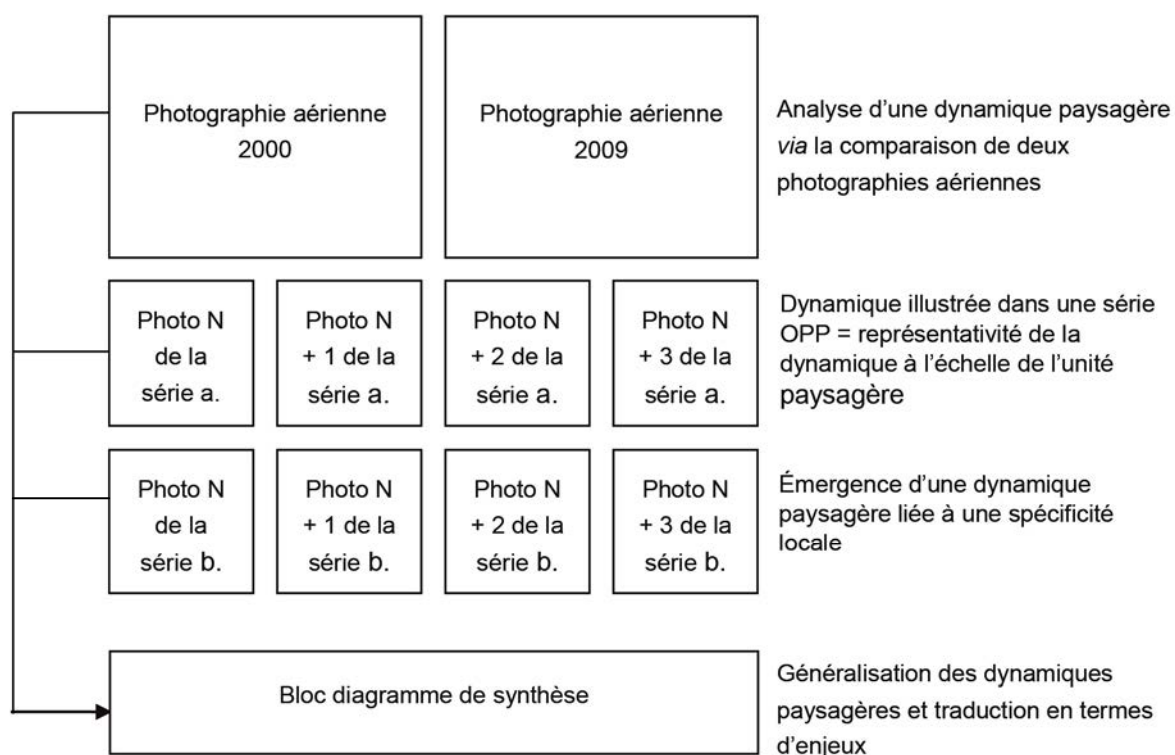 Photographie aérienne
2000
Photographie aérienne
2009
Analyse d’une dynamique paysagère
via la comparaison de deux
photographies aériennes
Photo N
de la
série a.
Photo N
+ 1 de la
série a.
Photo N
+ 2 de la
série a.
Photo N
+ 3 de la
série a.
Dynamique illustrée dans une série
OPP = représentativité de la
dynamique à l’échelle de l’unité
paysagère
Photo N
de la
série b.
Photo N
+ 1 de la
série b.
Photo N
+ 2 de la
série b.
Photo N
+ 3 de la
série b.
Émergence d’une dynamique
paysagère liée à une spécificité
locale
Bloc diagramme de synthèse
Généralisation des dynamiques
paysagères et traduction en termes
d’enjeux